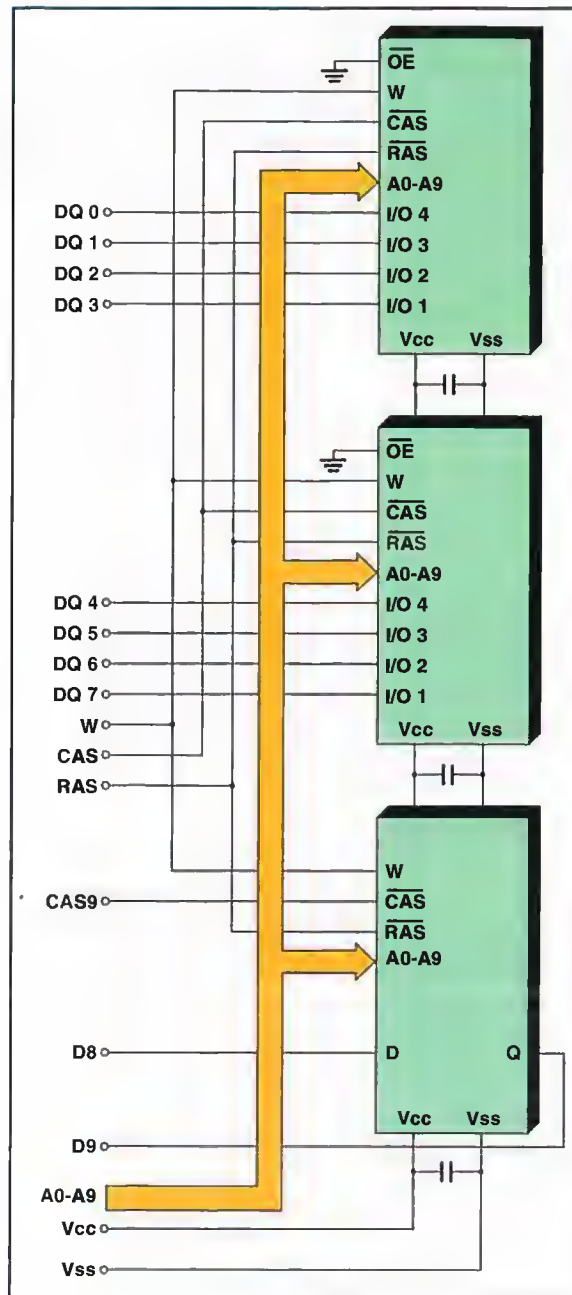 OE
W
CAS
RAS
A0-A9
DQ 0 I/O 4
DQ 1 I/O 3
DQ 2 I/O 2
DQ 3 I/O 1
Vcc Vss
OE
W
CAS
RAS
A0-A9
DQ 4 I/O 4
DQ 5 I/O 3
DQ 6 I/O 2
DQ 7 I/O 1
W
Vcc Vss
CAS
RAS
W
CAS9 CAS
RAS
A0-A9
D8 D Q
Vcc Vss
D9
A0-A9
Vcc
Vss